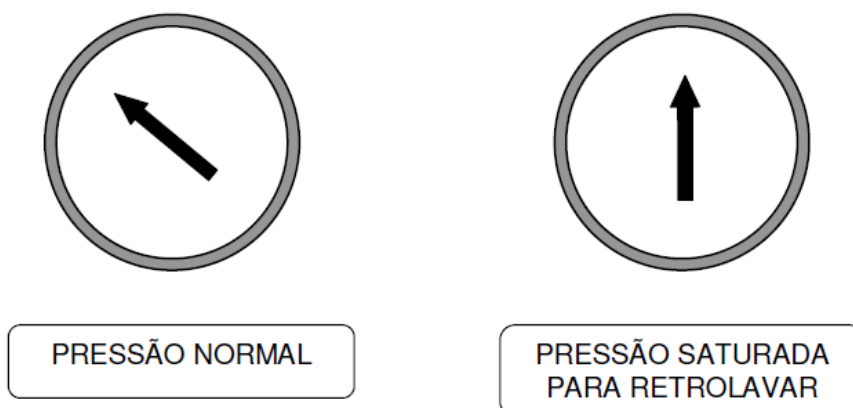 PRESSÃO NORMAL
PRESSÃO SATURADA
PARA RETROLAVAR